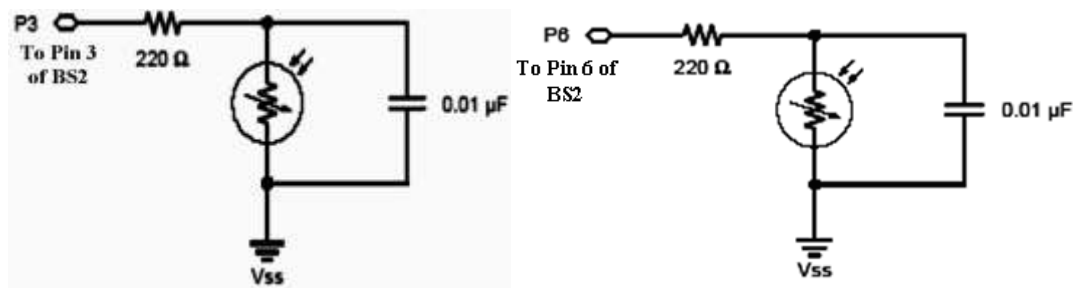 P3
To Pin 3
of BS2
220 Ω
0.01 µF
Vss
P6
To Pin 6 of
BS2
220 Ω
0.01 µF
Vss